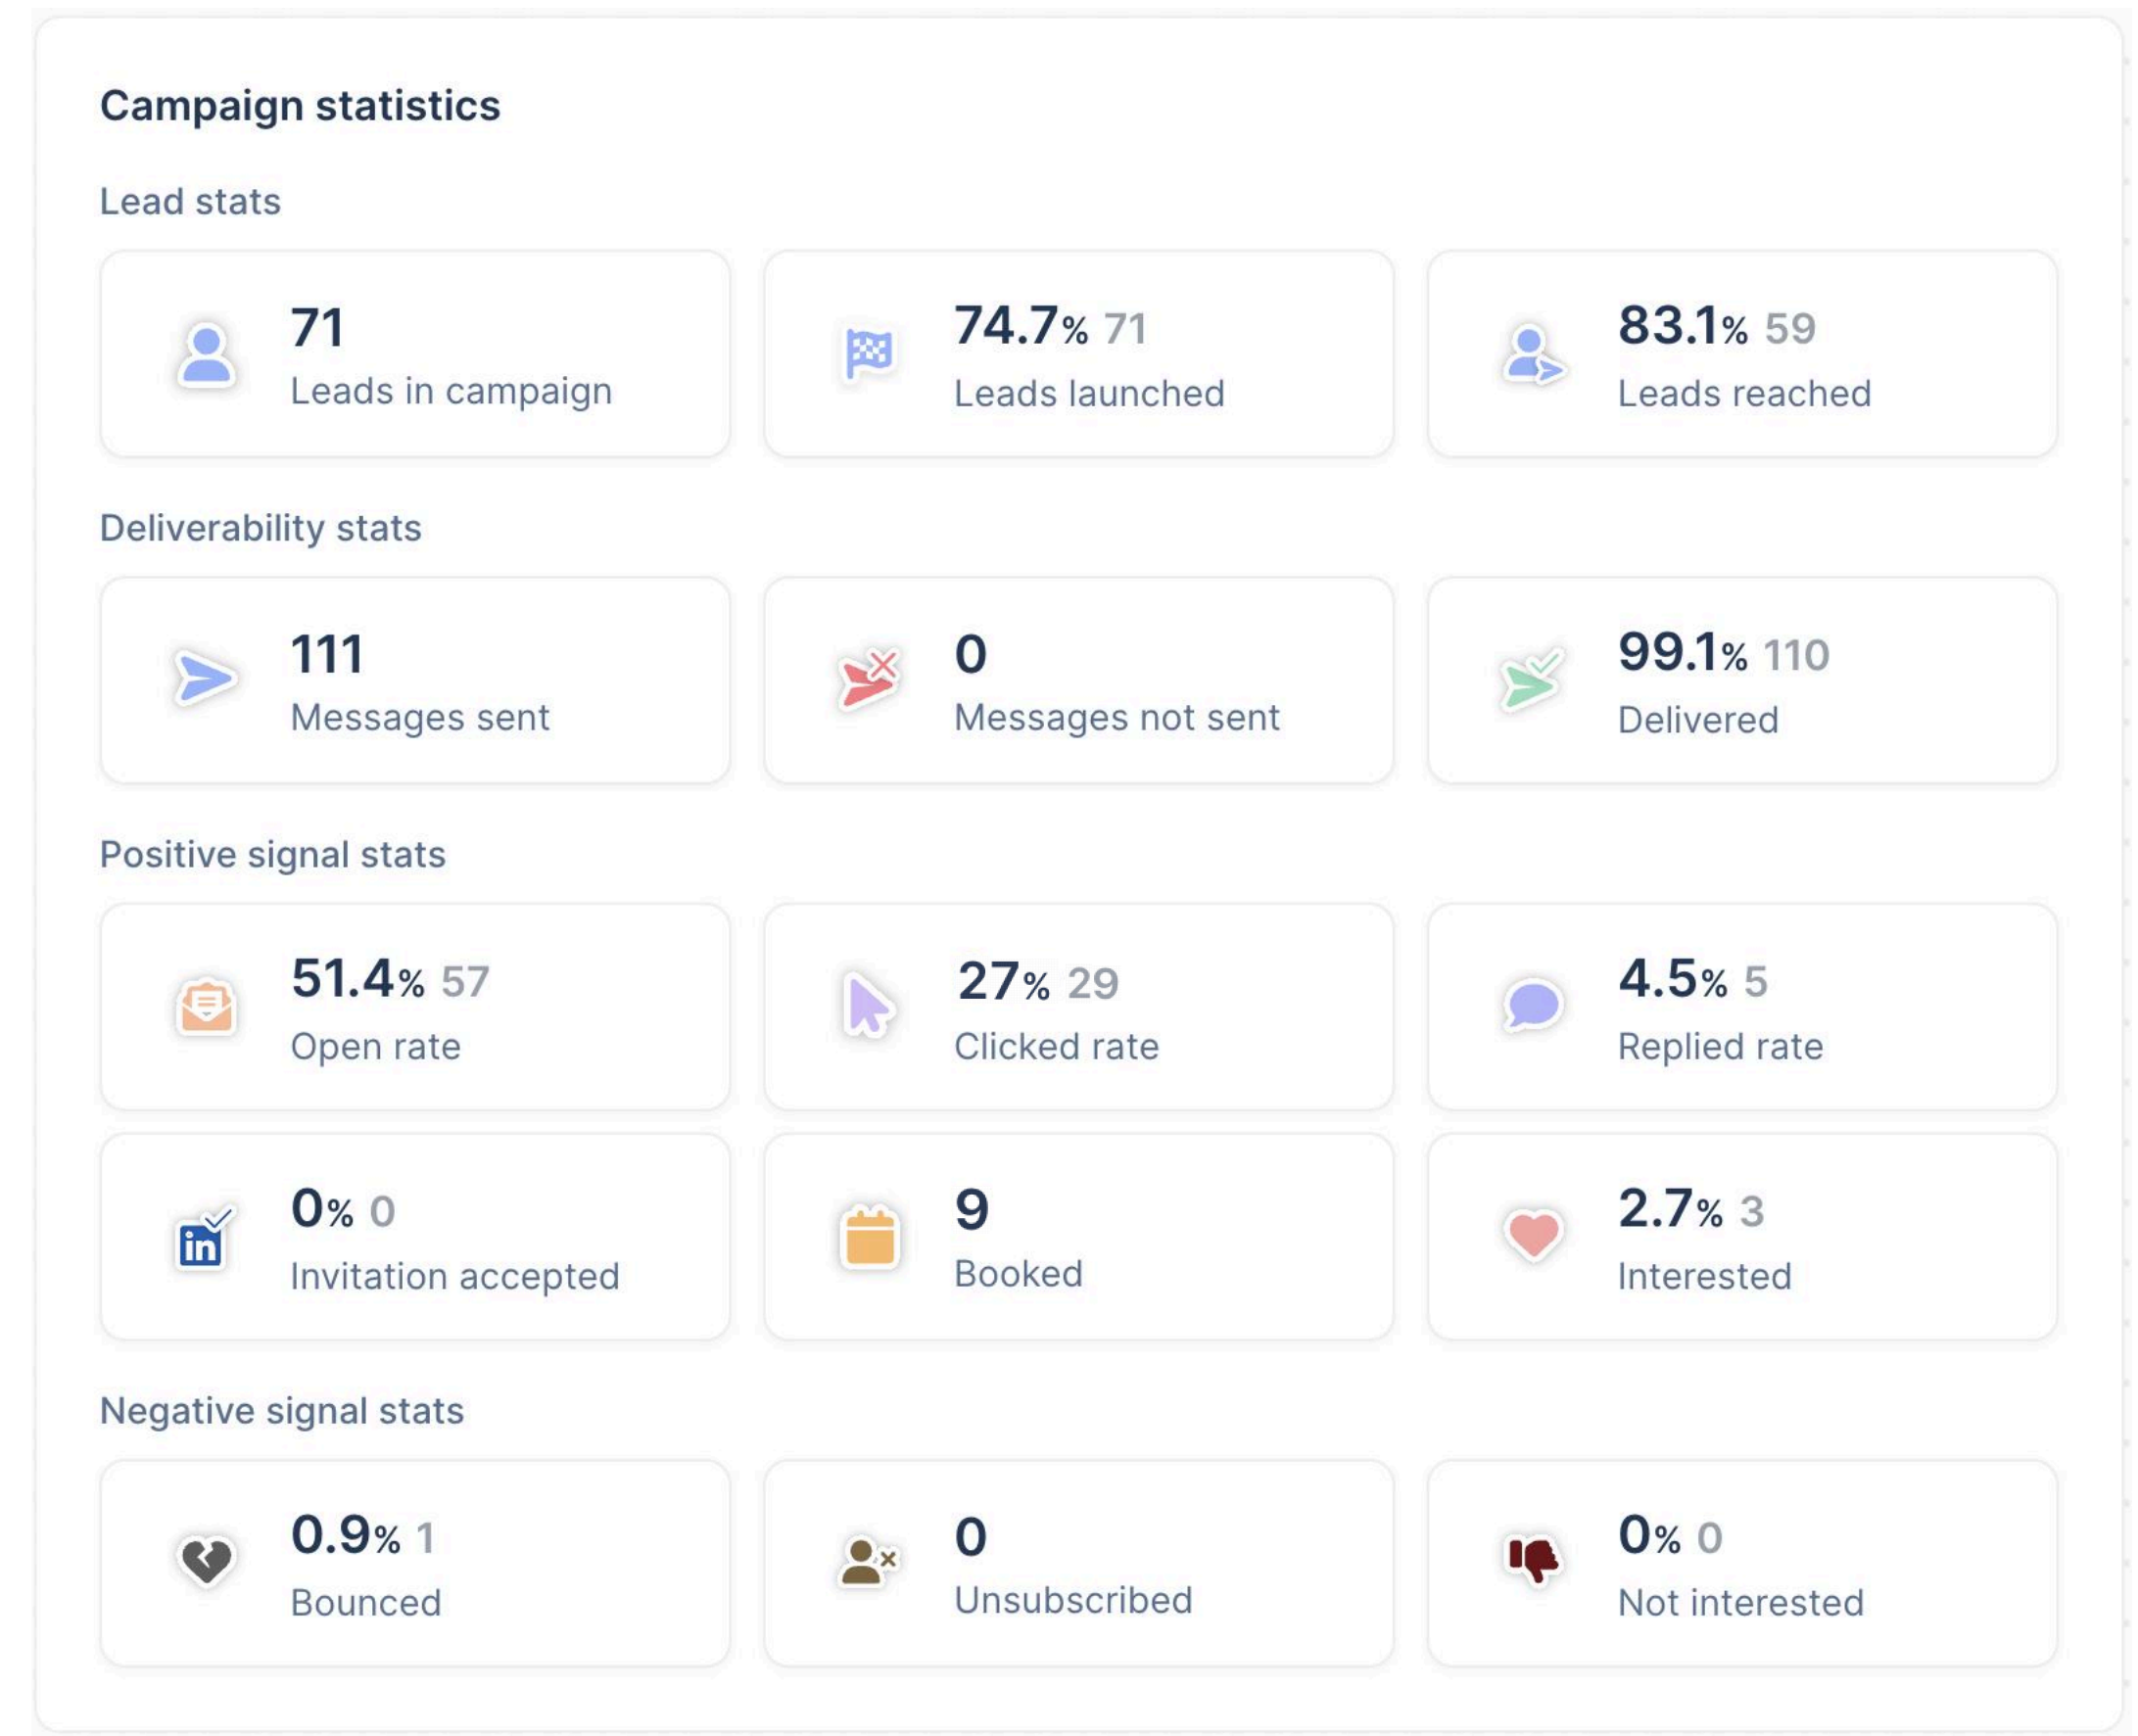 Campaign statistics
Lead stats
71
Leads in campaign
74.7% 71
Leads launched
83.1% 59
Leads reached
Deliverability stats
111
Messages sent
0
Messages not sent
99.1% 110
Delivered
Positive signal stats
51.4% 57
Open rate
27% 29
Clicked rate
4.5% 5
Replied rate
in
0% 0
Invitation accepted
9
Booked
2.7% 3
Interested
Negative signal stats
0.9% 1
Bounced
0
Unsubscribed
0% 0
Not interested